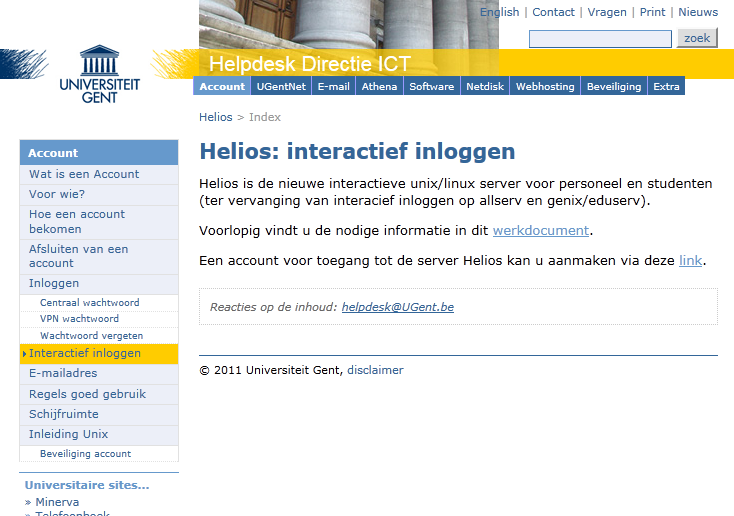 English | Contact | Vragen | Print | Nieuws
zoek
UNIVERSITEIT
GENT
Helpdesk Directie ICT
Account UGentNet E-mail Athena Software Netdisk Webhosting Beveiliging Extra
Helios > Index
Account
Wat is een Account
Voor wie?
Hoe een account
bekomen
Afsluiten van een
account
Inloggen
Centraal wachtwoord
VPN wachtwoord
Wachtwoord vergeten
Interactief inloggen
E-mailadres
Regels goed gebruik
Schijfruimte
Inleiding Unix
Beveiliging account
Universitaire sites...
» Minerva
» Telefoonboek
Helios: interactief inloggen
Helios is de nieuwe interactieve unix/linux server voor personeel en studenten
(ter vervanging van interacief inloggen op allserv en genix/eduserv).
Voorlopig vindt u de nodige informatie in dit werkdocument.
Een account voor toegang tot de server Helios kan u aanmaken via deze link.
Reacties op de inhoud: helpdesk@UGent.be
© 2011 Universiteit Gent, disclaimer